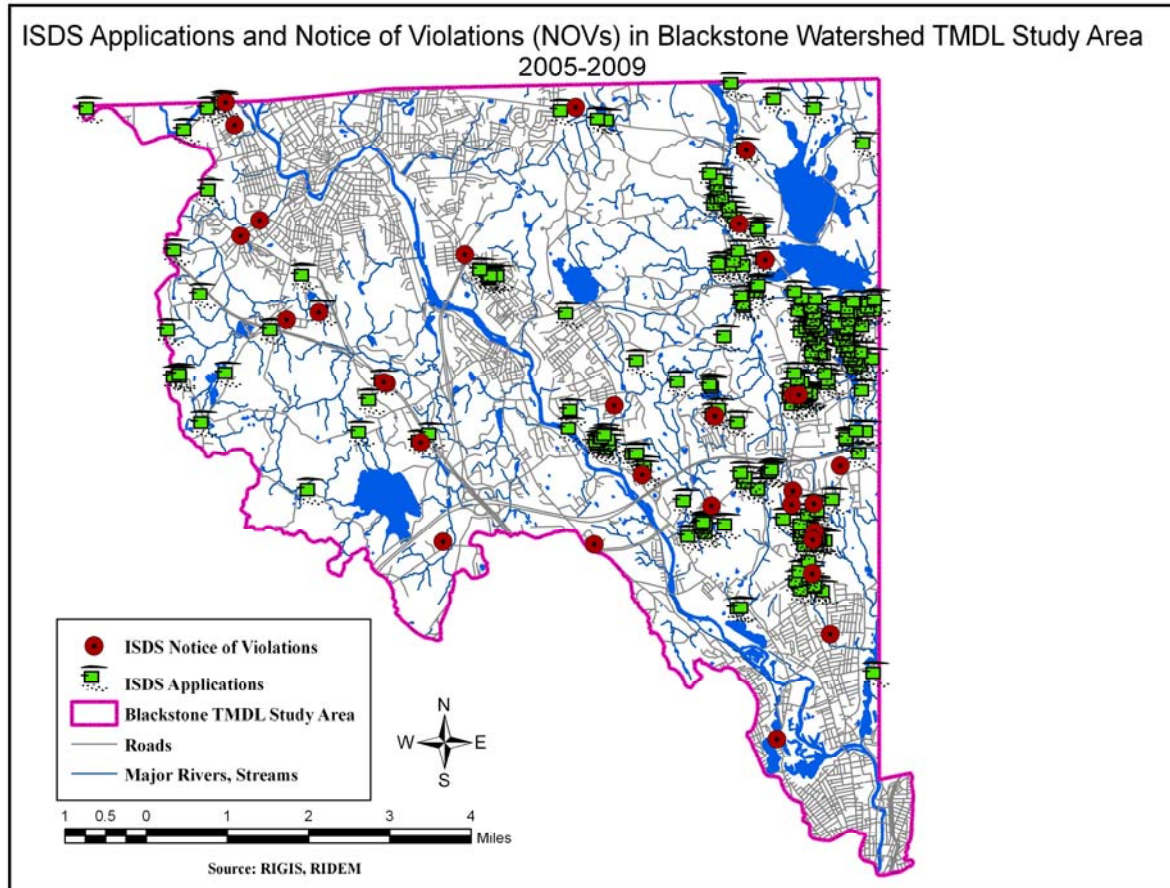 ISDS Applications and Notice of Violations (NOVs) in Blackstone Watershed TMDL Study Area
2005-2009
ISDS Notice of Violations
ISDS Applications
Blackstone TMDL Study Area
Roads
Major Rivers, Streams
N
W E
S
1 0.5 0 1 2 3 4
Miles
Source: RIGIS, RIDEM